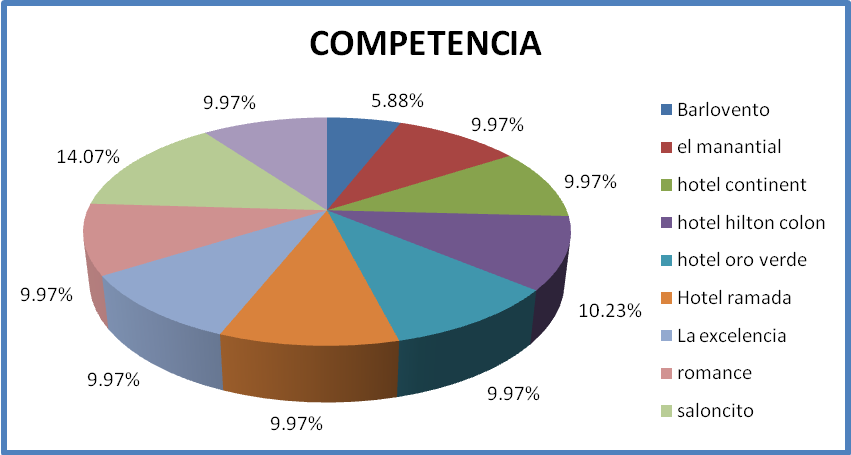 COMPETENCIA
5.88%
9.97%
9.97%
10.23%
9.97%
9.97%
9.97%
9.97%
14.07%
9.97%
Barlovento
el manantial
hotel continent
hotel hilton colon
hotel oro verde
Hotel ramada
La excelencia
romance
saloncito